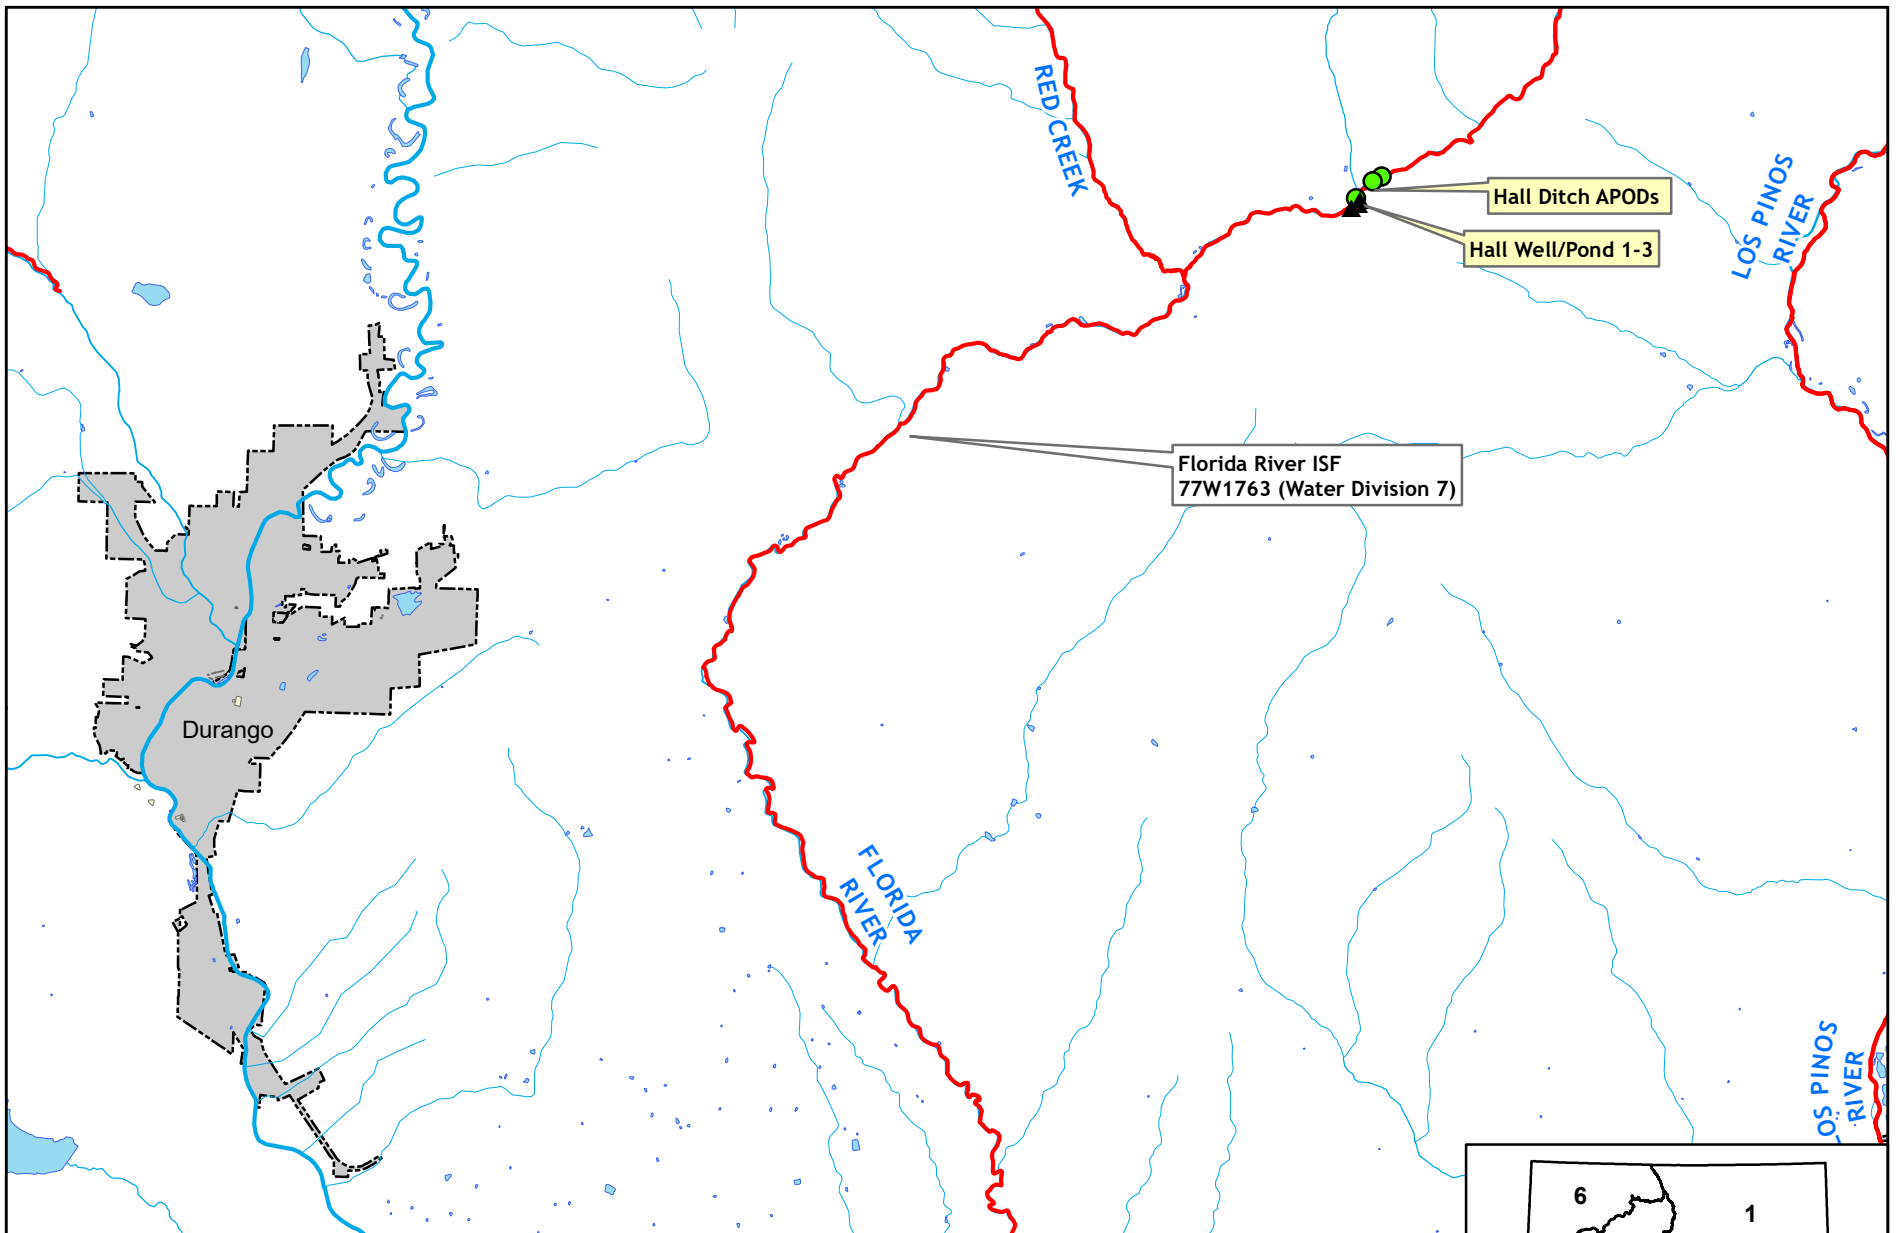 RED CREEK
Hall Ditch APODs
Hall Well/Pond 1-3
LOS PINOS
RIVER
Florida River ISF
77W1763 (Water Division 7)
Durango
FLORIDA
RIVER
LOS PINOS
RIVER
6
1